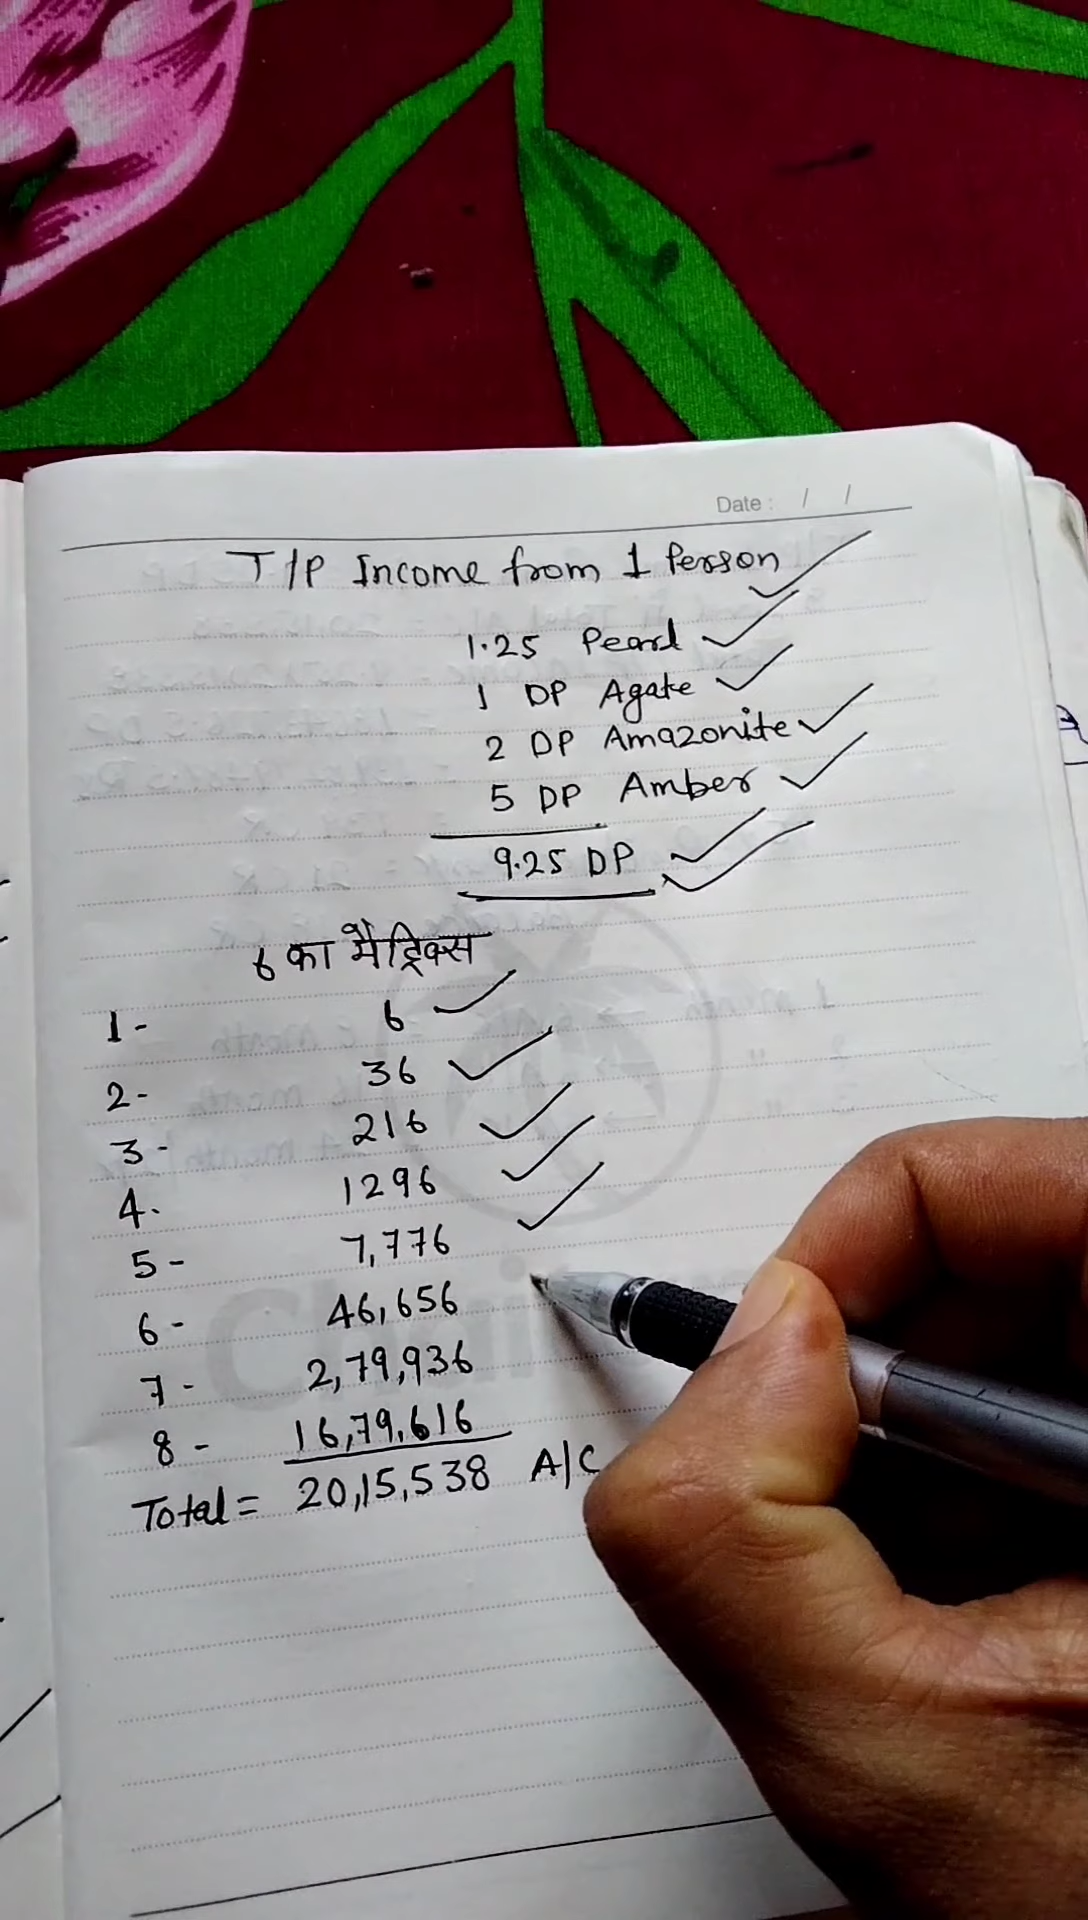 Date : / /
T/P Income from 1 Person
1.25 Pearl
1 DP Agate
2 DP Amazonite
5 DP Amber
9.25 DP
6 का मैट्रिक्स
1- 6
2- 36
3- 216
4. 1296
5- 7,776
6- 46,656
7- 2,79,936
8- 16,79,616
Total = 20,15,538 A/C